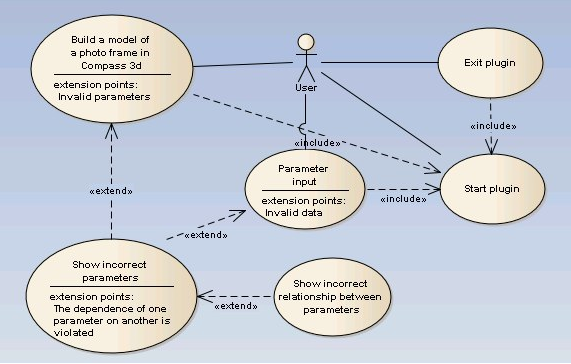 Build a model of
a photo frame in
Compass 3d
extension points:
Invalid parameters
User
Exit plugin
«include»
«include»
Parameter
input
extension points:
Invalid data
«include»
Start plugin
«extend»
«extend»
Show incorrect
parameters
extension points:
The dependence of one
parameter on another is
violated
«extend»
Show incorrect
relationship between
parameters